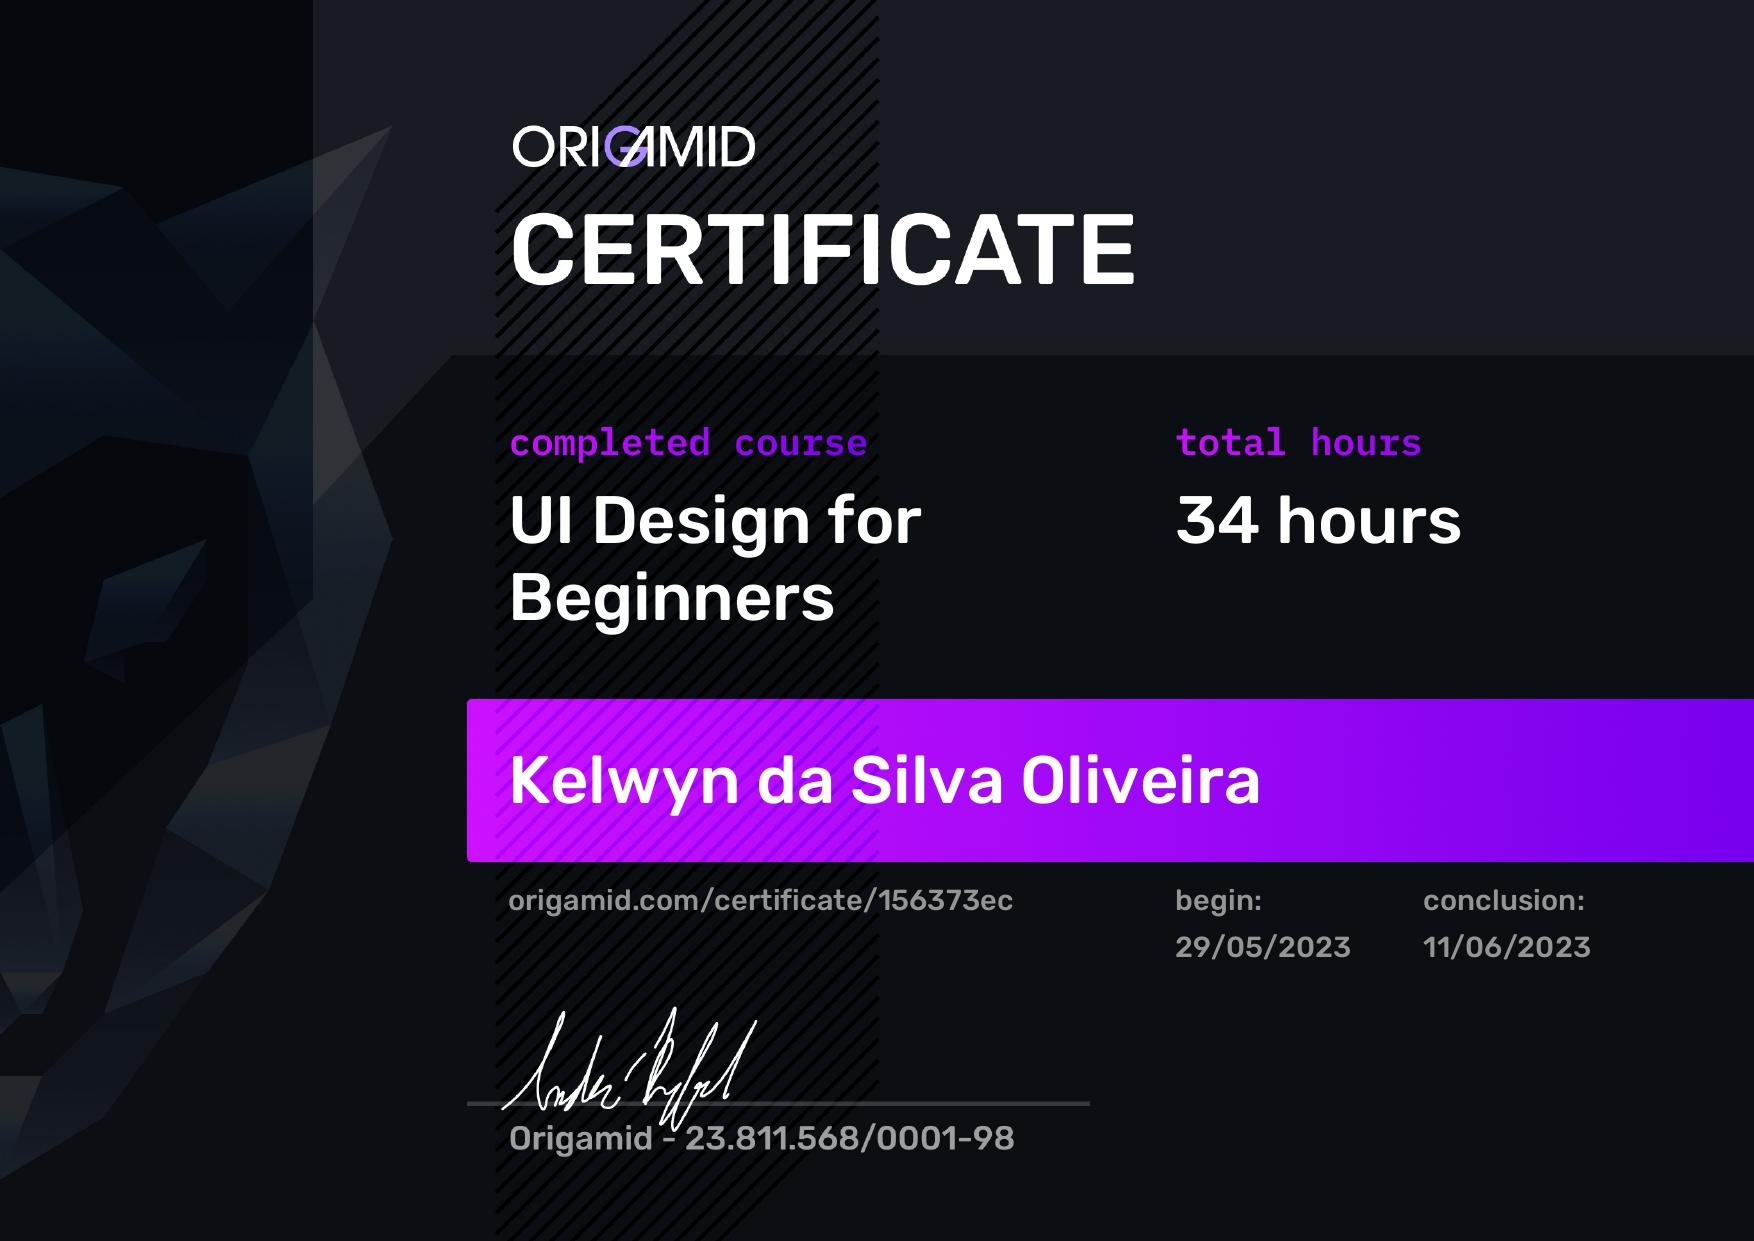 ORIGAMID
CERTIFICATE
completed course
UI Design for
Beginners
total hours
34 hours
Kelwyn da Silva Oliveira
origamid.com/certificate/156373ec
begin:
29/05/2023
conclusion:
11/06/2023
Origamid - 23.811.568/0001-98